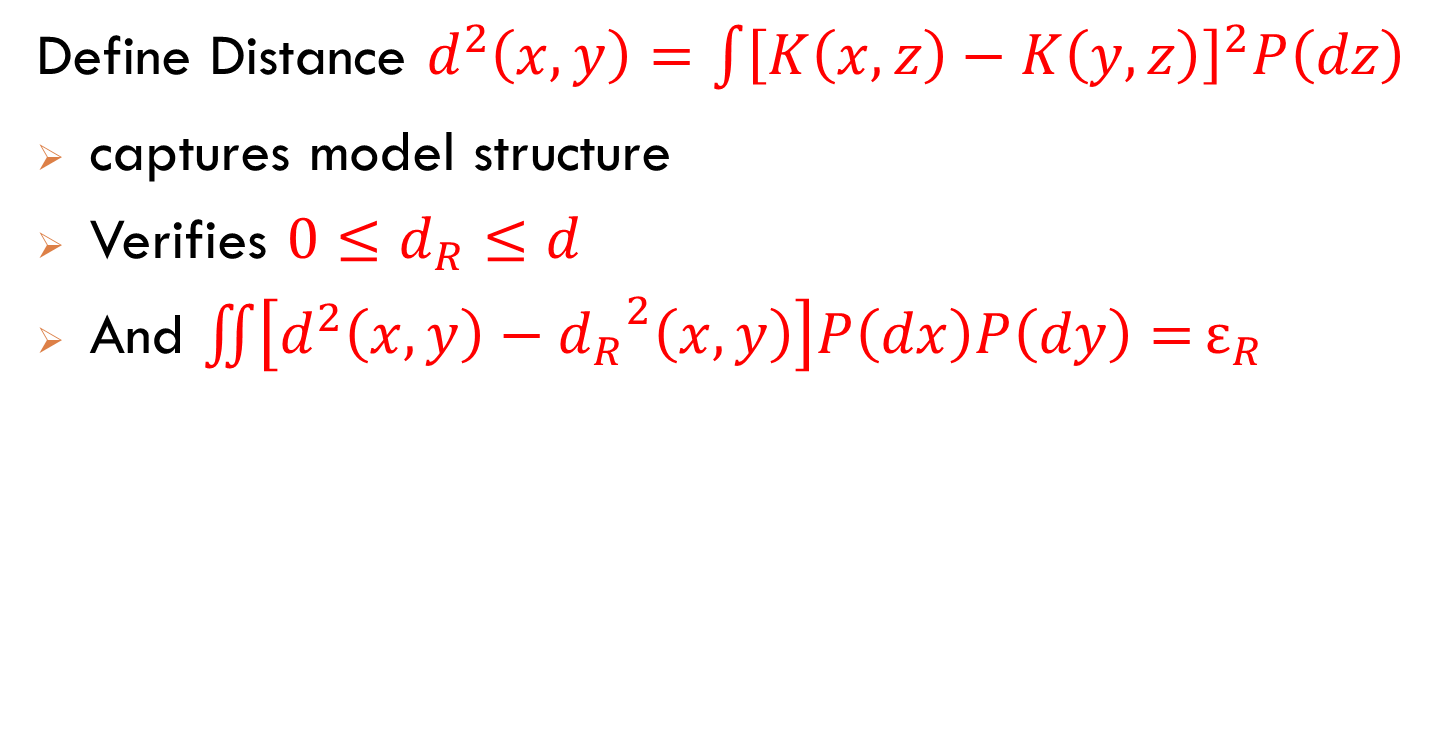 Define Distance d²(x, y) = ∫[K(x, z) − K(y, z)]²P(dz)
➢ captures model structure
➢ Verifies 0 ≤ d_R ≤ d
➢ And ∬[d²(x, y) − d_R²(x, y)]P(dx)P(dy) = ε_R